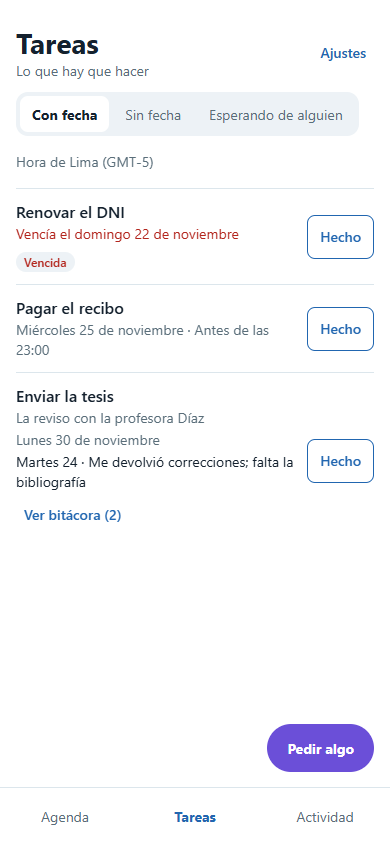 Tareas
Ajustes
Lo que hay que hacer
Con fecha
Sin fecha
Esperando de alguien
Hora de Lima (GMT-5)
Renovar el DNI
Vencía el domingo 22 de noviembre
Vencida
Hecho
Pagar el recibo
Miércoles 25 de noviembre · Antes de las
23:00
Hecho
Enviar la tesis
La reviso con la profesora Díaz
Lunes 30 de noviembre
Martes 24 · Me devolvió correcciones; falta la
bibliografía
Hecho
Ver bitácora (2)
Pedir algo
Agenda
Tareas
Actividad